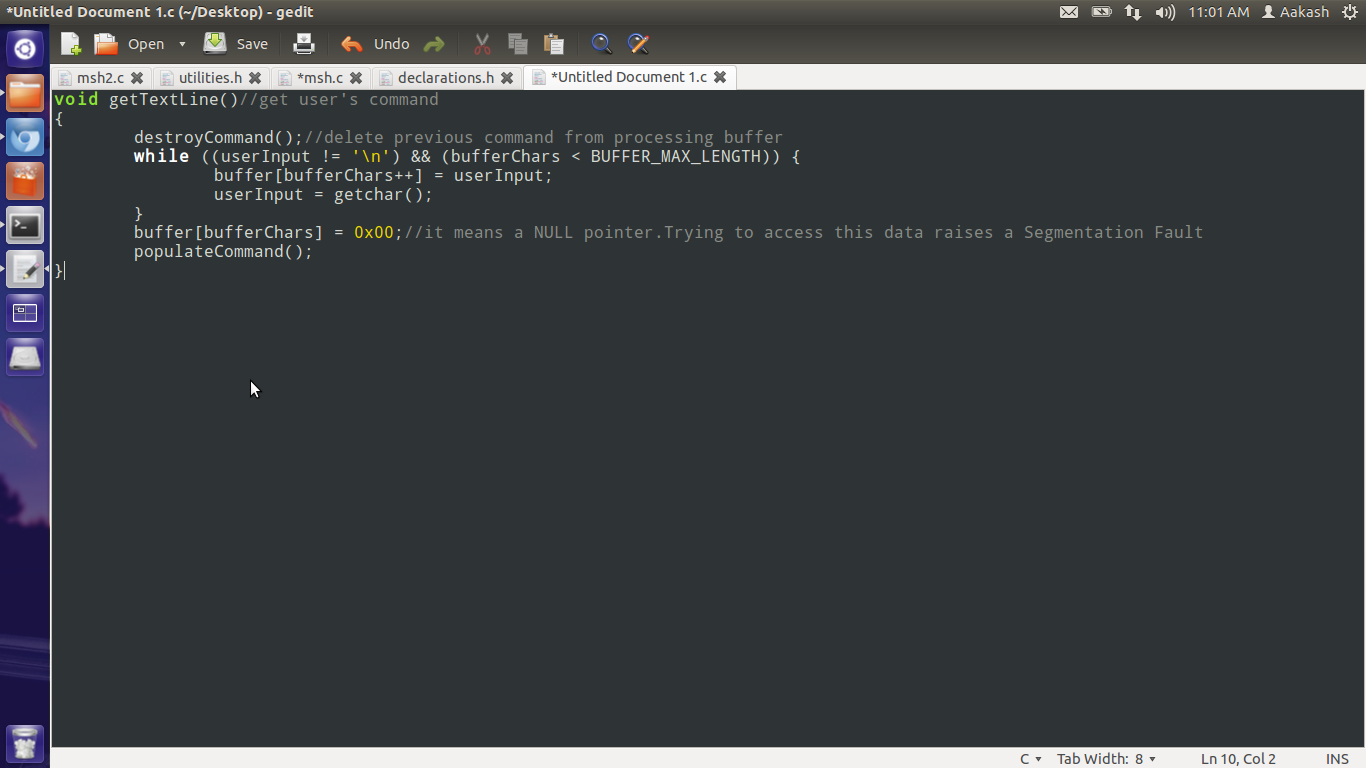 *Untitled Document 1.c (~/Desktop) - gedit 11:01 AM Aakash
Open Save Undo
msh2.c utilities.h *msh.c declarations.h *Untitled Document 1.c
void getTextLine()//get user's command
{
        destroyCommand();//delete previous command from processing buffer
        while ((userInput != '\n') && (bufferChars < BUFFER_MAX_LENGTH)) {
                buffer[bufferChars++] = userInput;
                userInput = getchar();
        }
        buffer[bufferChars] = 0x00;//it means a NULL pointer.Trying to access this data raises a Segmentation Fault
        populateCommand();
}
C Tab Width: 8 Ln 10, Col 2 INS